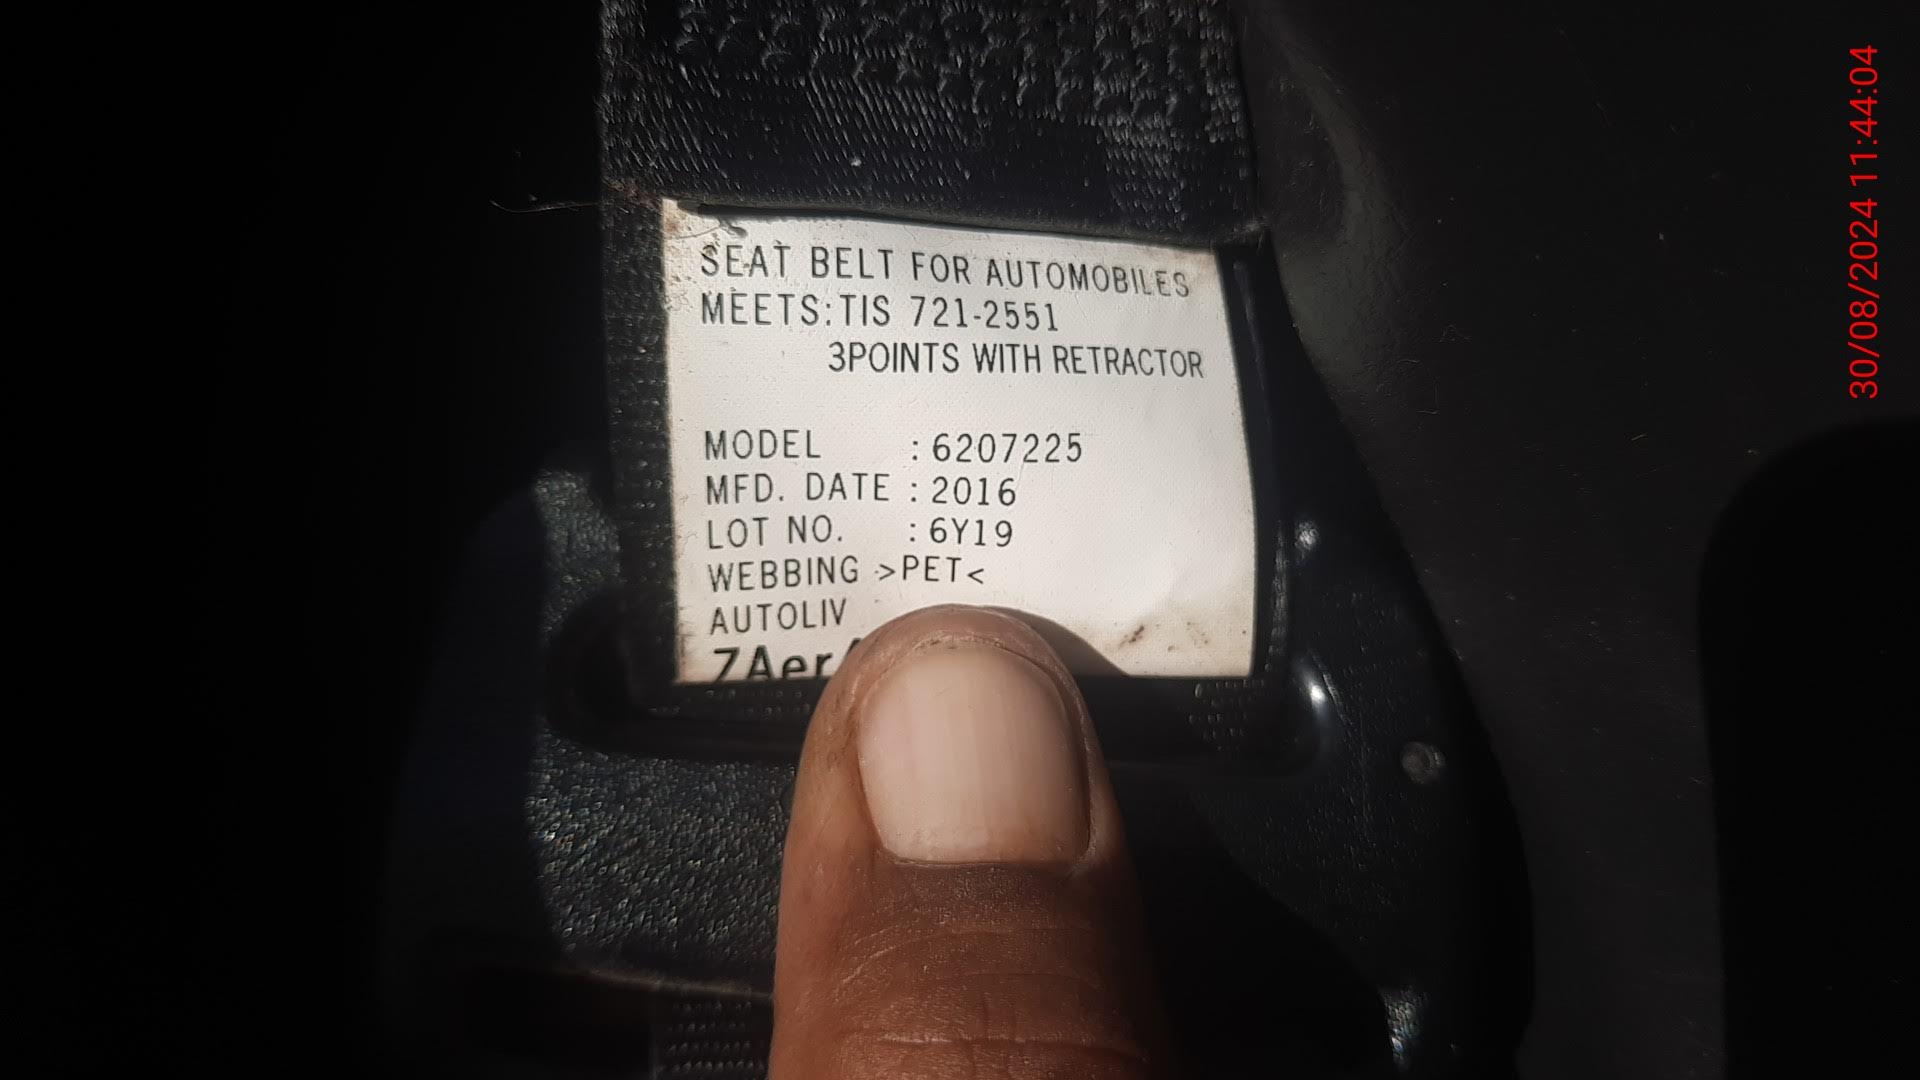 SEAT BELT FOR AUTOMOBILES
MEETS:TIS 721-2551
3POINTS WITH RETRACTOR
MODEL : 6207225
MFD. DATE : 2016
LOT NO. : 6Y19
WEBBING >PET<
AUTOLIV
30/08/2024 11:44:04